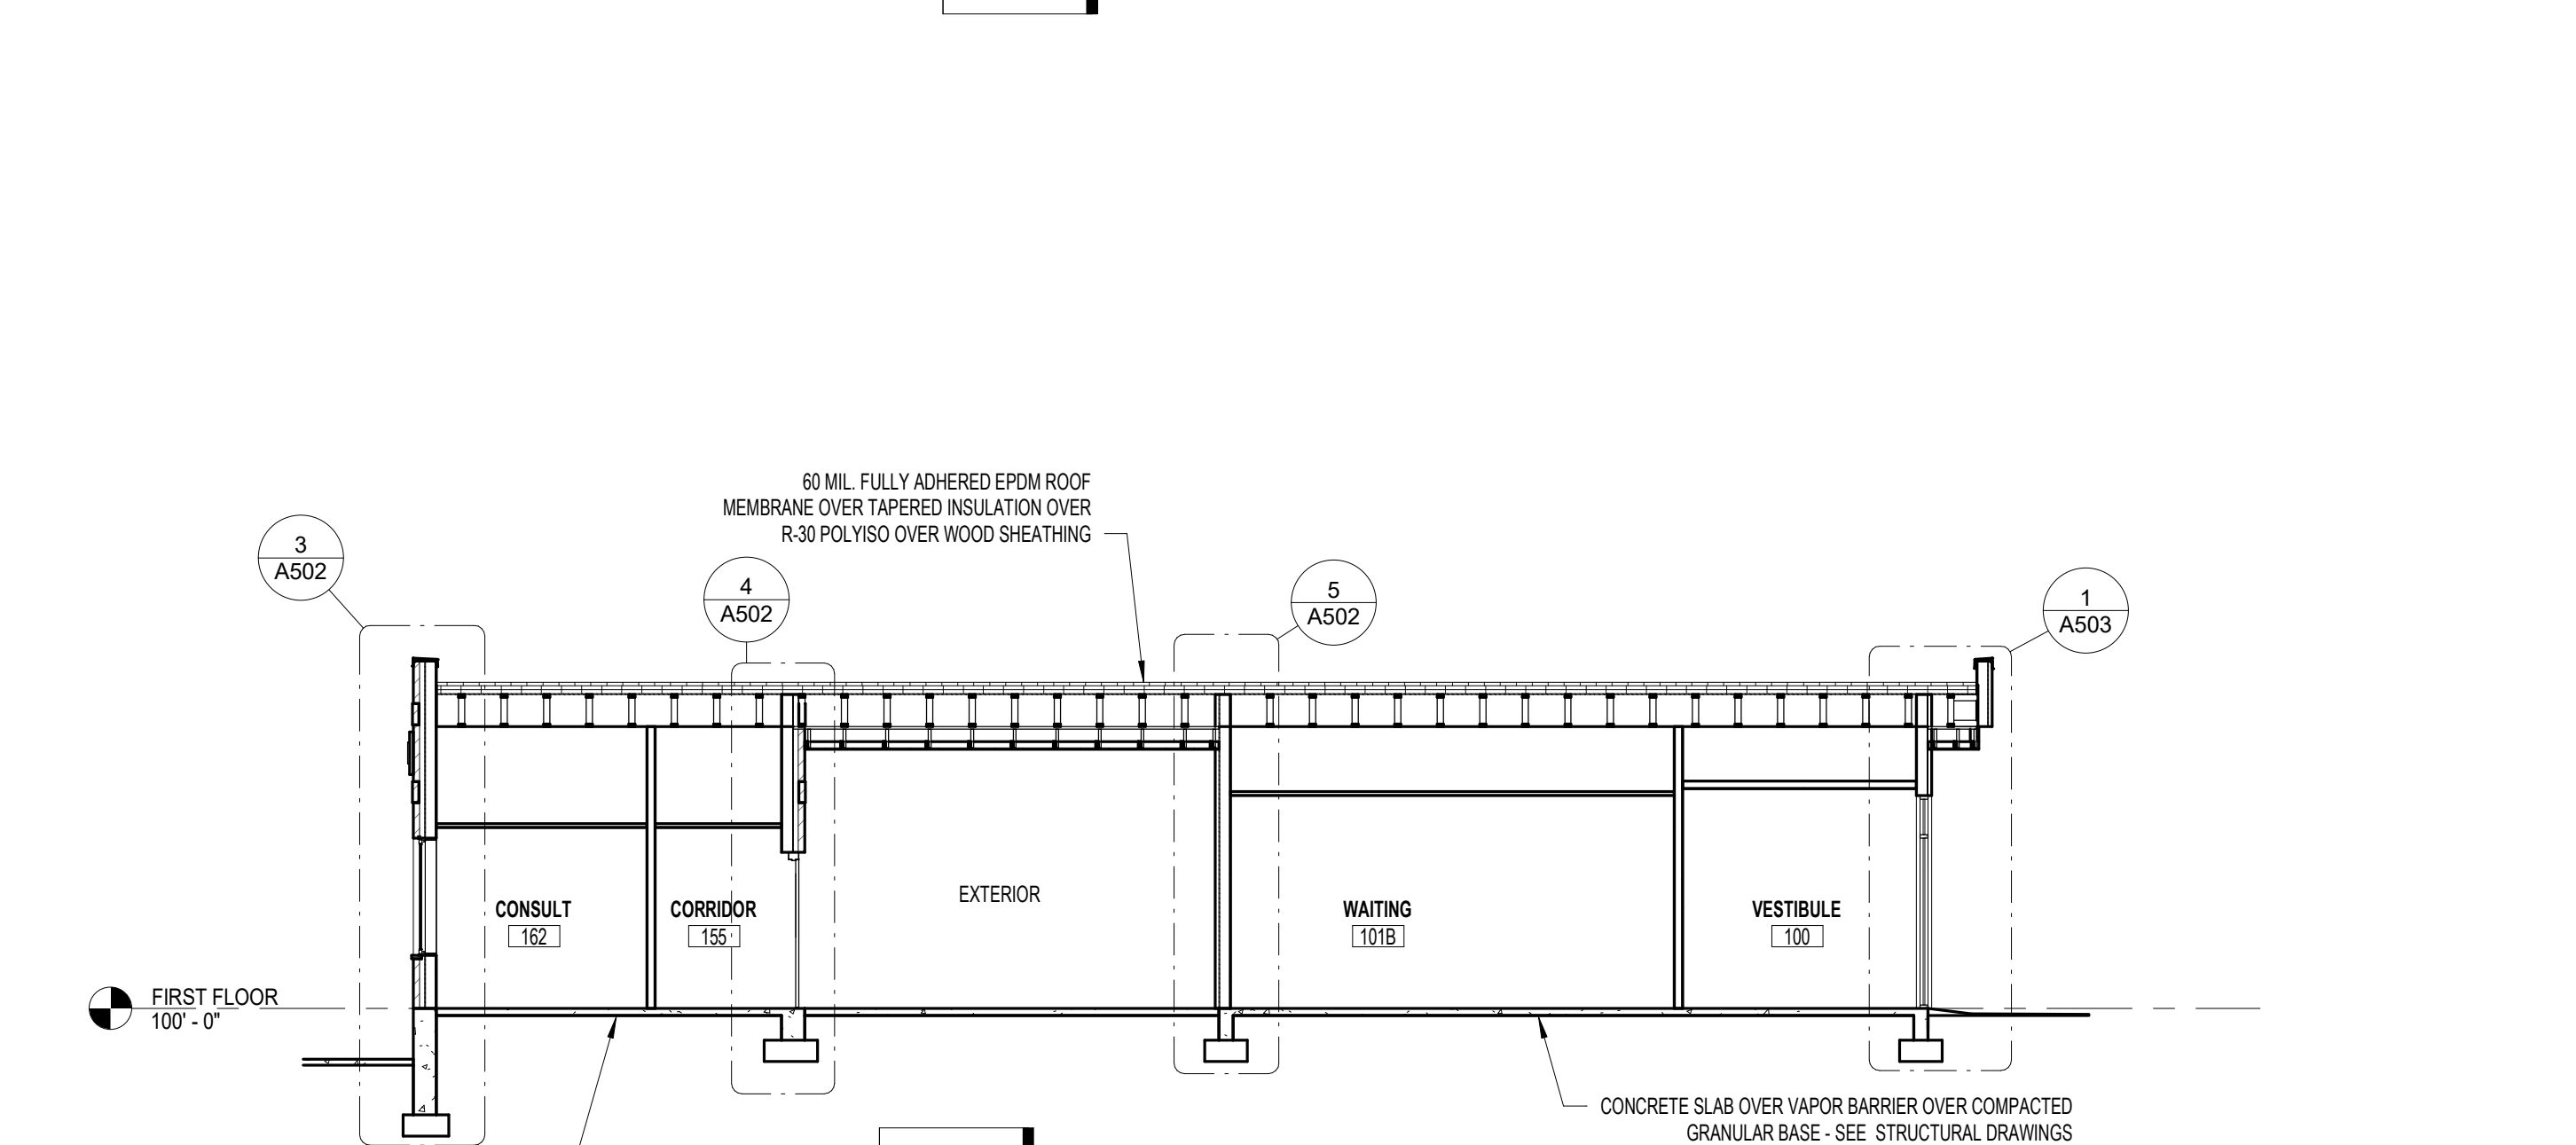 60 MIL. FULLY ADHERED EPDM ROOF
MEMBRANE OVER TAPERED INSULATION OVER
R-30 POLYISO OVER WOOD SHEATHING
3
A502
4
A502
5
A502
1
A503
EXTERIOR
CONSULT
162
CORRIDOR
155
WAITING
101B
VESTIBULE
100
FIRST FLOOR
100' - 0"
CONCRETE SLAB OVER VAPOR BARRIER OVER COMPACTED
GRANULAR BASE - SEE STRUCTURAL DRAWINGS